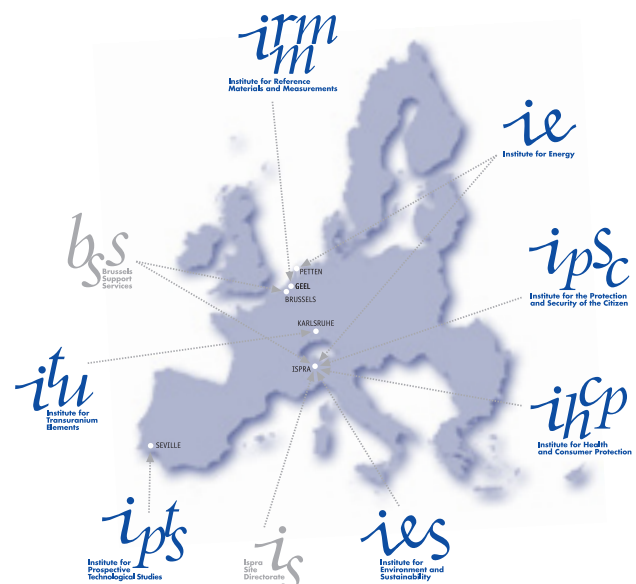 irmm
Institute for Reference
Materials and Measurements
ie
Institute for Energy
bss
Brussels
Support
Services
ipsc
Institute for the Protection
and Security of the Citizen
PETTEN
GEEL
BRUSSELS
KARLSRUHE
ISPRA
SEVILLE
itu
Institute for
Transuranium
Elements
ihcp
Institute for Health
and Consumer Protection
ipts
Institute for
Prospective
Technological Studies
is
Ispra
Site
Directorate
ies
Institute for
Environment and
Sustainability